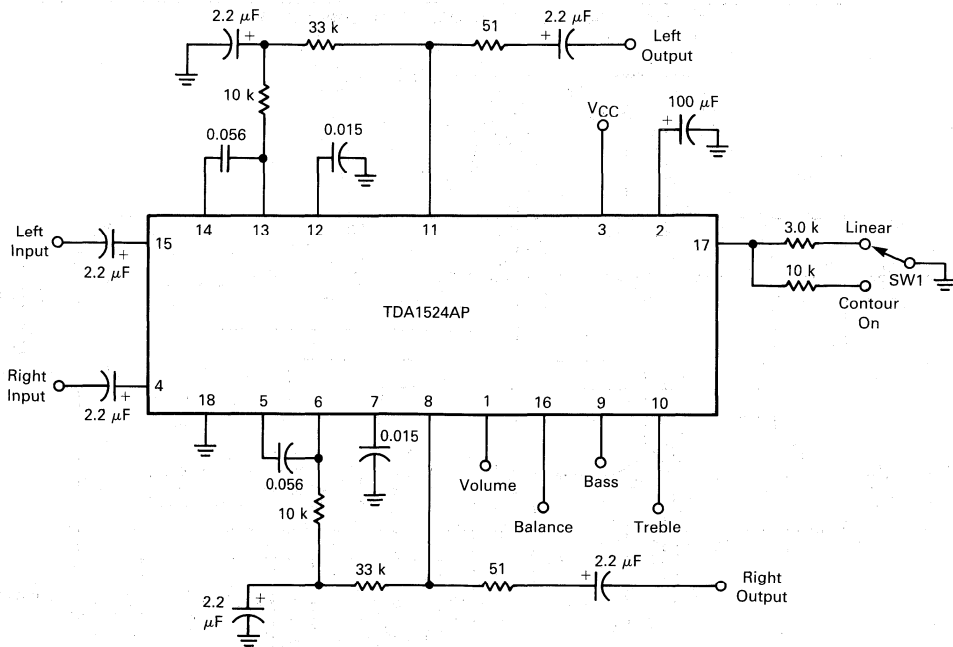 2.2 μF
+
33 k
51
2.2 μF
+
Left
Output
10 k
VCC
100 μF
+
0.056
0.015
14
13
12
11
3
2
Left
Input
2.2 μF
+
15
17
3.0 k
Linear
SW1
10 k
Contour
On
TDA1524AP
Right
Input
2.2 μF
+
4
18
5
6
7
8
1
16
9
10
0.056
0.015
Volume
Bass
Balance
Treble
10 k
33 k
51
2.2 μF
+
Right
Output
2.2
μF
+